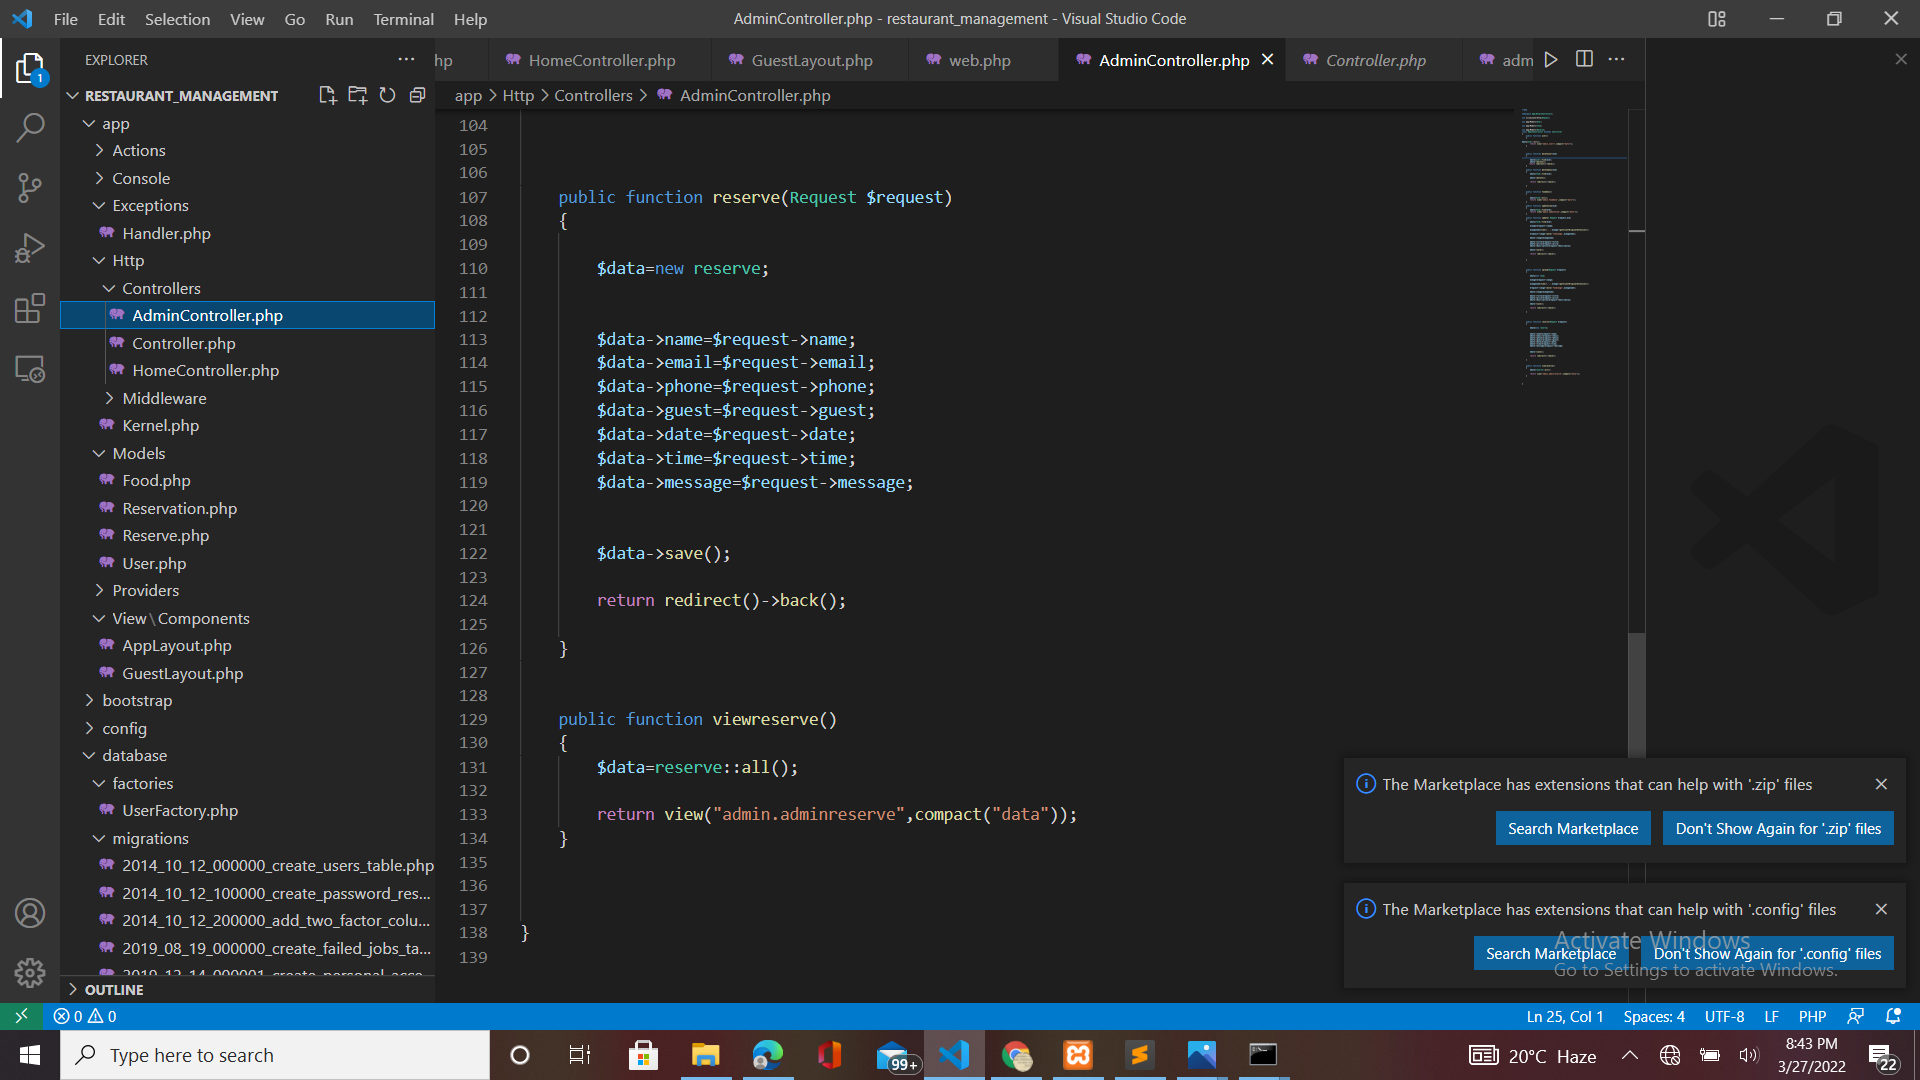 File Edit Selection View Go Run Terminal Help
AdminController.php - restaurant_management - Visual Studio Code
EXPLORER
hp
HomeController.php
GuestLayout.php
web.php
AdminController.php
Controller.php
adm
RESTAURANT_MANAGEMENT
app > Http > Controllers > AdminController.php
1
app
Actions
Console
Exceptions
Handler.php
Http
Controllers
AdminController.php
Controller.php
HomeController.php
Middleware
Kernel.php
Models
Food.php
Reservation.php
Reserve.php
User.php
Providers
View\Components
AppLayout.php
GuestLayout.php
bootstrap
config
database
factories
UserFactory.php
migrations
2014_10_12_000000_create_users_table.php
2014_10_12_100000_create_password_res...
2014_10_12_200000_add_two_factor_colu...
2019_08_19_000000_create_failed_jobs_ta...
2019_12_14_000001_create_personal_acce...
OUTLINE
104
105
106
107 public function reserve(Request $request)
108 {
109
110 $data=new reserve;
111
112
113 $data->name=$request->name;
114 $data->email=$request->email;
115 $data->phone=$request->phone;
116 $data->guest=$request->guest;
117 $data->date=$request->date;
118 $data->time=$request->time;
119 $data->message=$request->message;
120
121
122 $data->save();
123
124 return redirect()->back();
125
126 }
127
128
129 public function viewreserve()
130 {
131 $data=reserve::all();
132
133 return view("admin.adminreserve",compact("data"));
134 }
135
136
137
138 }
139
The Marketplace has extensions that can help with '.zip' files
Search Marketplace
Don't Show Again for '.zip' files
The Marketplace has extensions that can help with '.config' files
Search Marketplace
Don't Show Again for '.config' files
Activate Windows
Go to Settings to activate Windows.
0 0
Ln 25, Col 1
Spaces: 4
UTF-8
LF
PHP
Type here to search
99+
20°C Haze
8:43 PM
3/27/2022
22